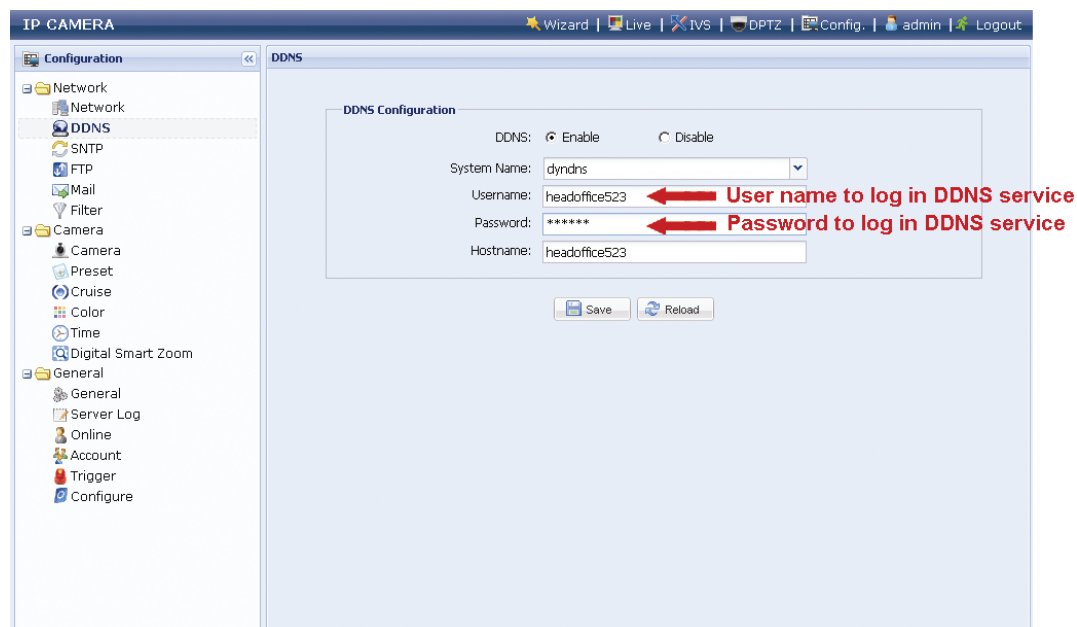 IP CAMERA
Wizard | Live | IVS | DPTZ | Config. | admin | Logout
Configuration
DDNS
Network
Network
DDNS
SNTP
FTP
Mail
Filter
Camera
Camera
Preset
Cruise
Color
Time
Digital Smart Zoom
General
General
Server Log
Online
Account
Trigger
Configure
DDNS Configuration
DDNS: Enable Disable
System Name: dyndns
Username: headoffice523 User name to log in DDNS service
Password: ****** Password to log in DDNS service
Hostname: headoffice523
Save Reload